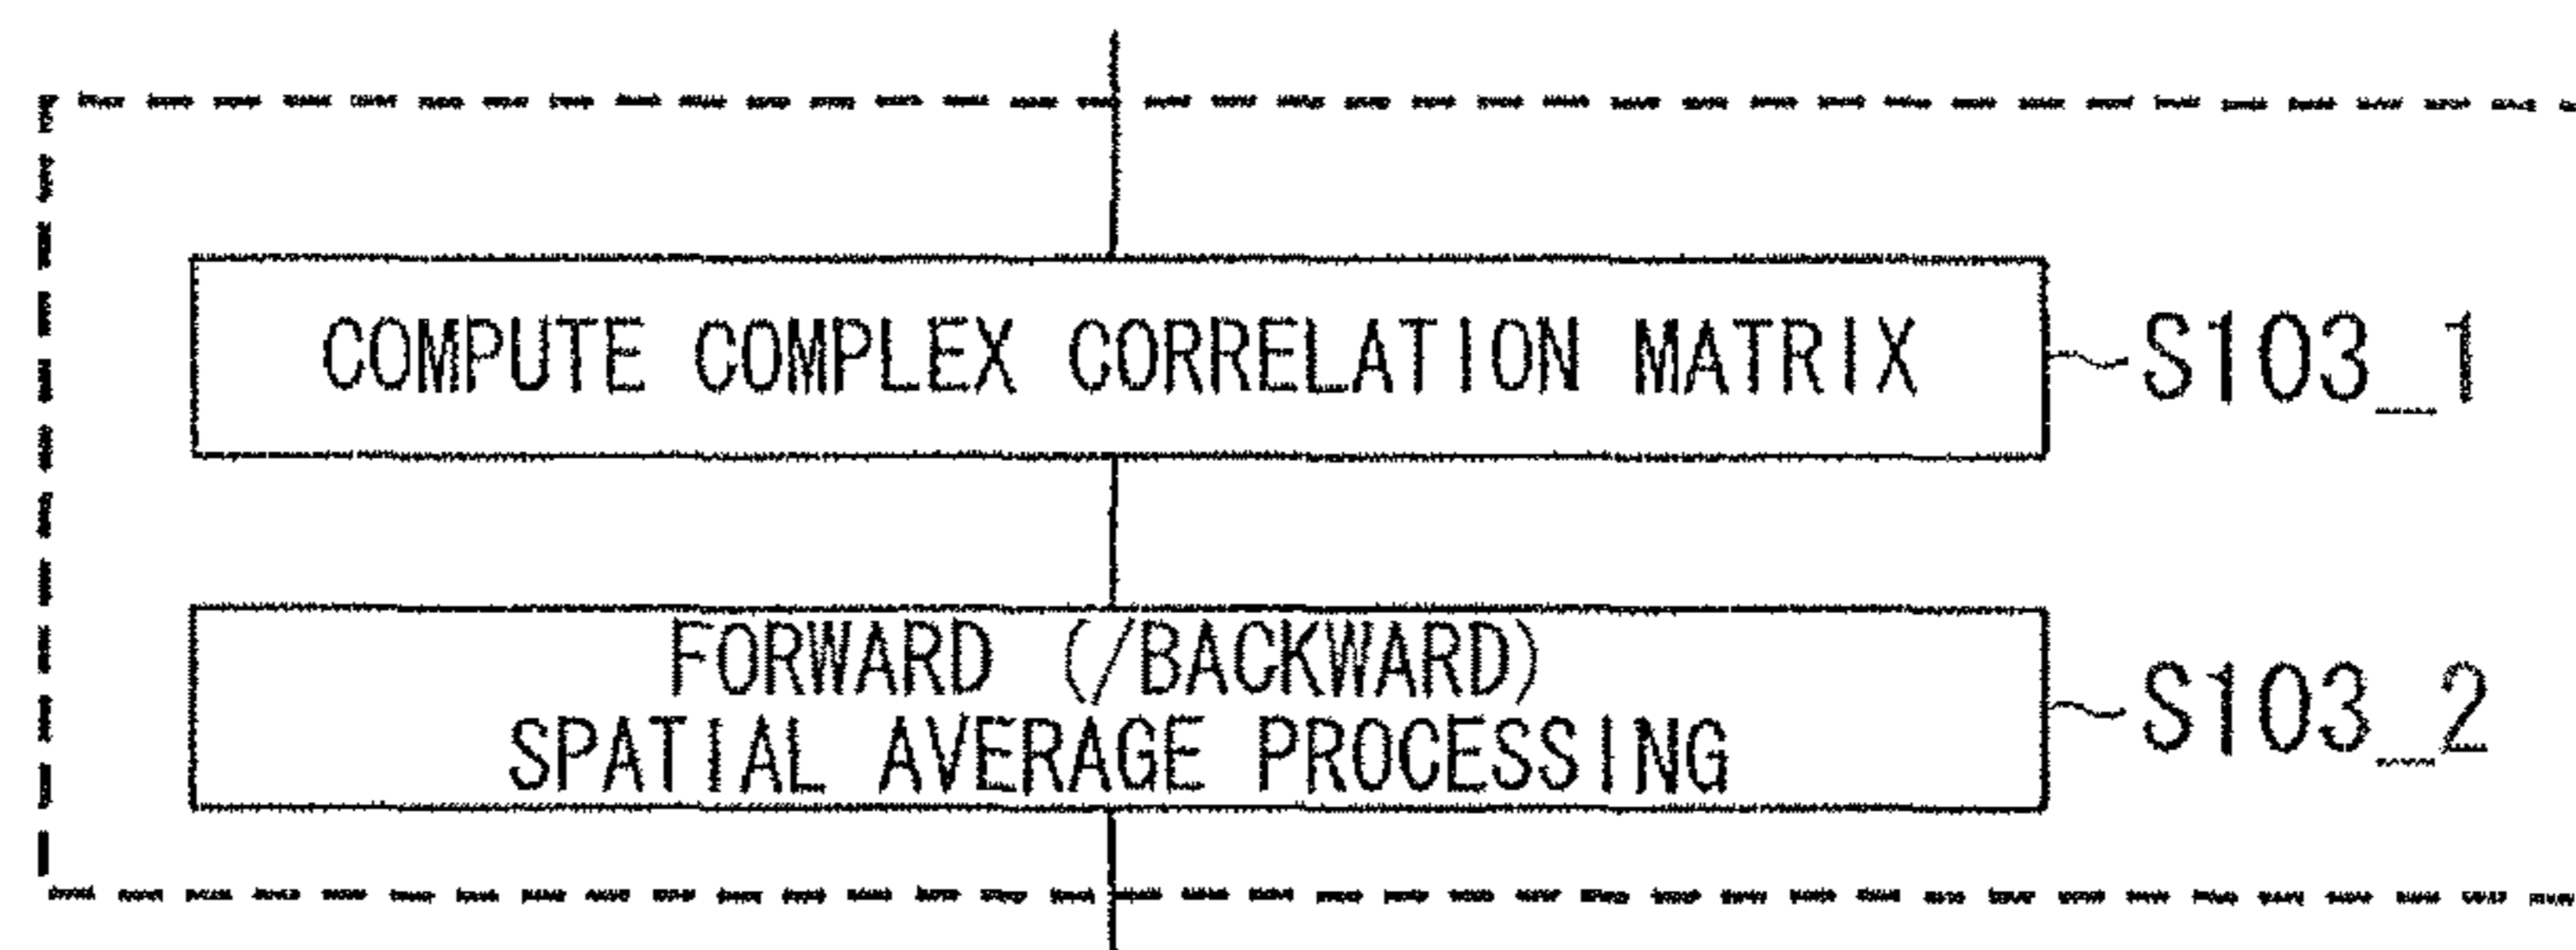 COMPUTE COMPLEX CORRELATION MATRIX
S103_1
FORWARD (/BACKWARD)
SPATIAL AVERAGE PROCESSING
S103_2